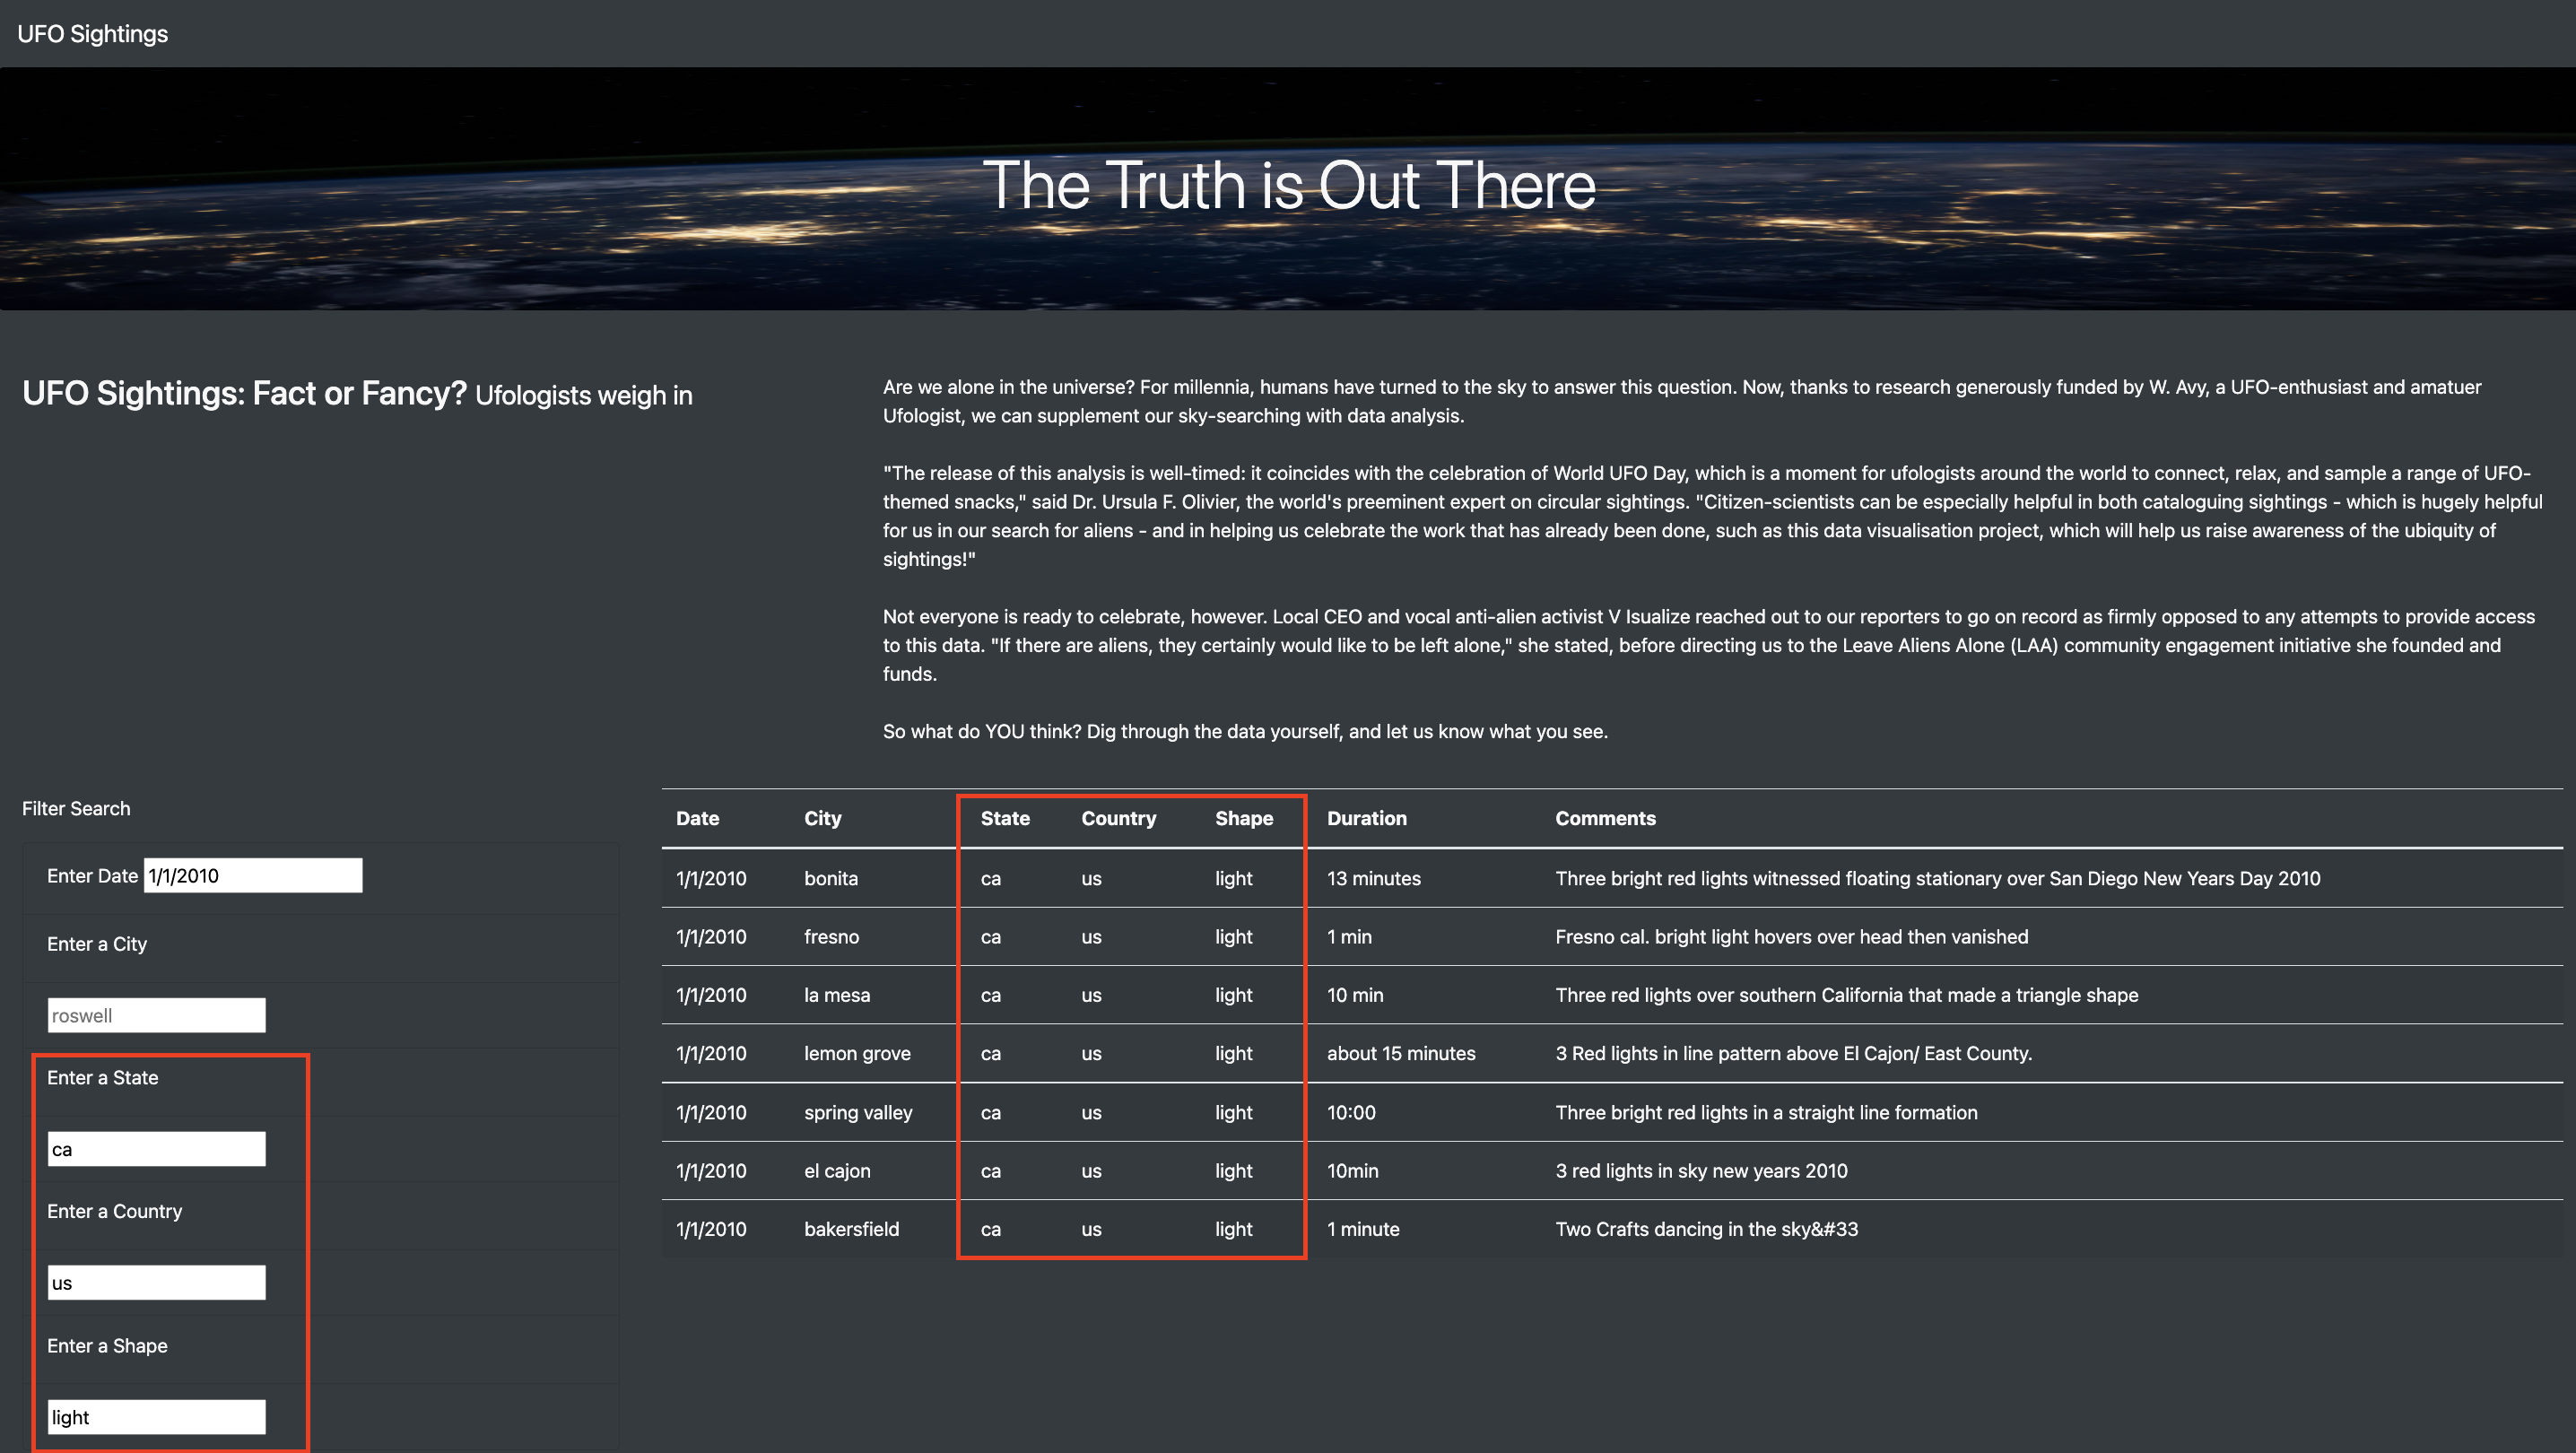 UFO Sightings
The Truth is Out There
UFO Sightings: Fact or Fancy? Ufologists weigh in
Are we alone in the universe? For millennia, humans have turned to the sky to answer this question. Now, thanks to research generously funded by W. Avy, a UFO-enthusiast and amatuer
Ufologist, we can supplement our sky-searching with data analysis.
"The release of this analysis is well-timed: it coincides with the celebration of World UFO Day, which is a moment for ufologists around the world to connect, relax, and sample a range of UFO-
themed snacks," said Dr. Ursula F. Olivier, the world's preeminent expert on circular sightings. "Citizen-scientists can be especially helpful in both cataloguing sightings - which is hugely helpful
for us in our search for aliens - and in helping us celebrate the work that has already been done, such as this data visualisation project, which will help us raise awareness of the ubiquity of
sightings!"
Not everyone is ready to celebrate, however. Local CEO and vocal anti-alien activist V Isualize reached out to our reporters to go on record as firmly opposed to any attempts to provide access
to this data. "If there are aliens, they certainly would like to be left alone," she stated, before directing us to the Leave Aliens Alone (LAA) community engagement initiative she founded and
funds.
So what do YOU think? Dig through the data yourself, and let us know what you see.
Filter Search
Enter Date 1/1/2010
Enter a City
roswell
Enter a State
ca
Enter a Country
us
Enter a Shape
light
Date City State Country Shape Duration Comments
1/1/2010 bonita ca us light 13 minutes Three bright red lights witnessed floating stationary over San Diego New Years Day 2010
1/1/2010 fresno ca us light 1 min Fresno cal. bright light hovers over head then vanished
1/1/2010 la mesa ca us light 10 min Three red lights over southern California that made a triangle shape
1/1/2010 lemon grove ca us light about 15 minutes 3 Red lights in line pattern above El Cajon/ East County.
1/1/2010 spring valley ca us light 10:00 Three bright red lights in a straight line formation
1/1/2010 el cajon ca us light 10min 3 red lights in sky new years 2010
1/1/2010 bakersfield ca us light 1 minute Two Crafts dancing in the sky&#33